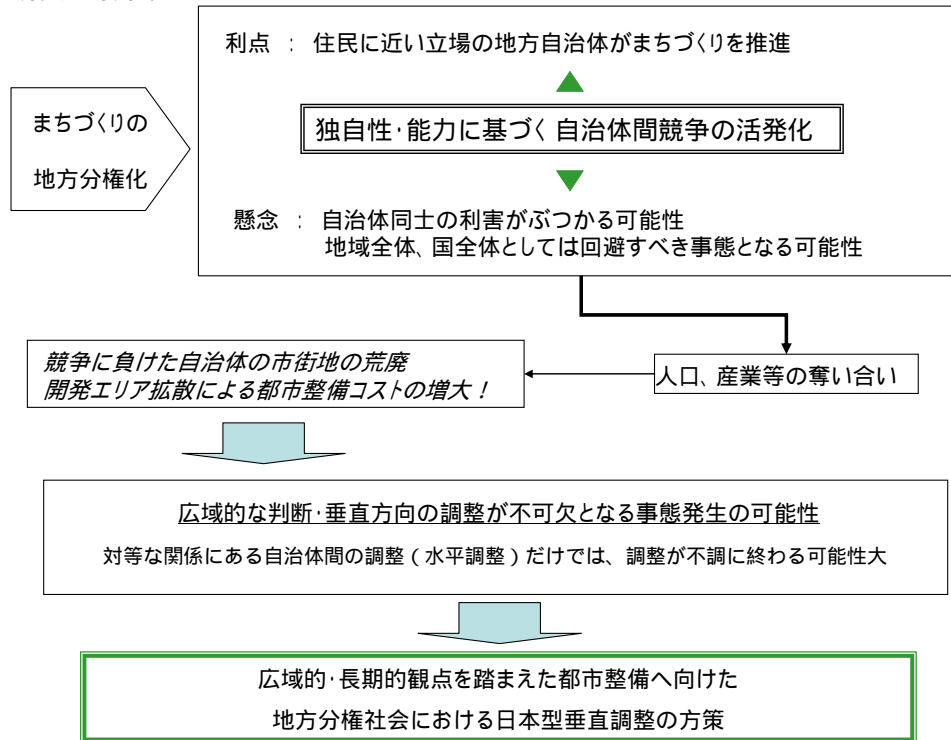 利点 ： 住民に近い立場の地方自治体がまちづくりを推進
まちづくりの
地方分権化
独自性･能力に基づく 自治体間競争の活発化
懸念 ： 自治体同士の利害がぶつかる可能性
地域全体、国全体としては回避すべき事態となる可能性
競争に負けた自治体の市街地の荒廃
開発エリア拡散による都市整備コストの増大！
人口、産業等の奪い合い
広域的な判断･垂直方向の調整が不可欠となる事態発生の可能性
対等な関係にある自治体間の調整（水平調整）だけでは、調整が不調に終わる可能性大
広域的･長期的観点を踏まえた都市整備へ向けた
地方分権社会における日本型垂直調整の方策